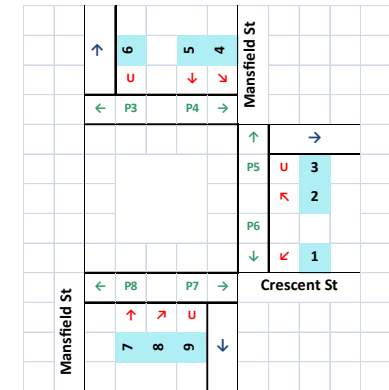 6 5 4
Mansfield St
U
P3 P4
P5 U 3
2
P6
1
P8 P7
Crescent St
Mansfield St
U
7 8 9